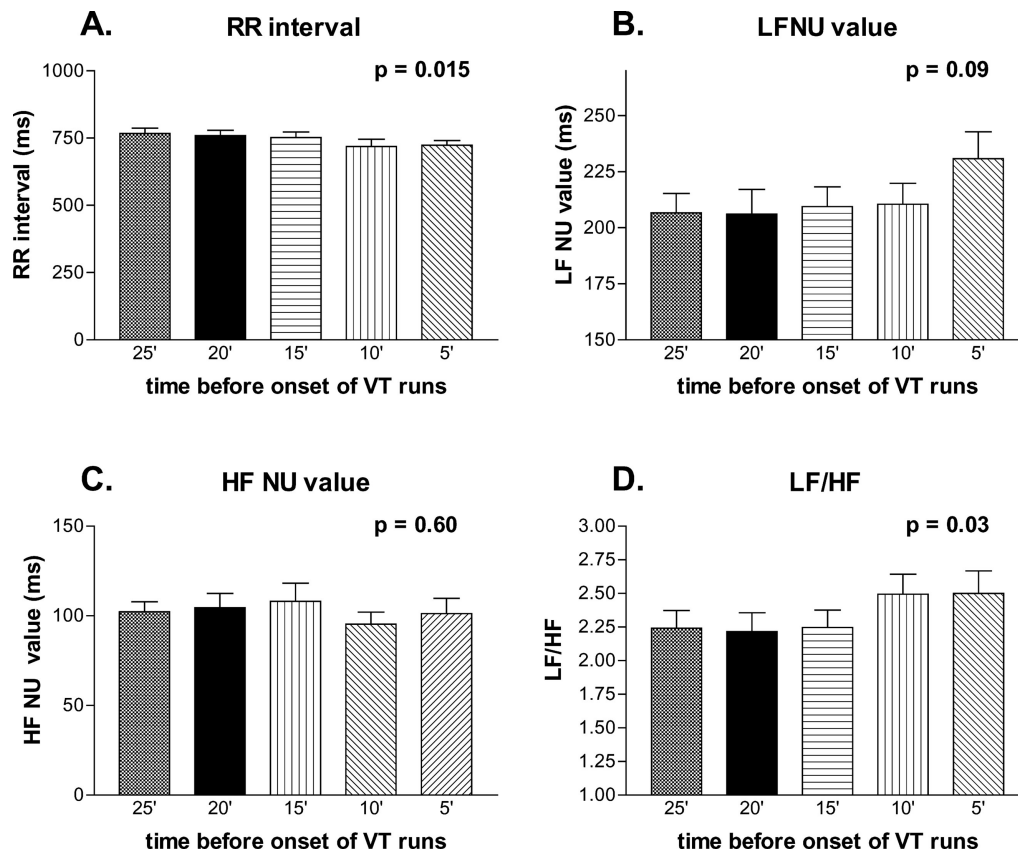 A. RR interval
p = 0.015
RR interval (ms)
1000
750
500
250
0
25' 20' 15' 10' 5'
time before onset of VT runs
B. LFNU value
p = 0.09
LF NU value (ms)
250
225
200
175
150
25' 20' 15' 10' 5'
time before onset of VT runs
C. HF NU value
p = 0.60
HF NU value (ms)
150
100
50
0
25' 20' 15' 10' 5'
time before onset of VT runs
D. LF/HF
p = 0.03
LF/HF
3.00
2.75
2.50
2.25
2.00
1.75
1.50
1.25
1.00
25' 20' 15' 10' 5'
time before onset of VT runs